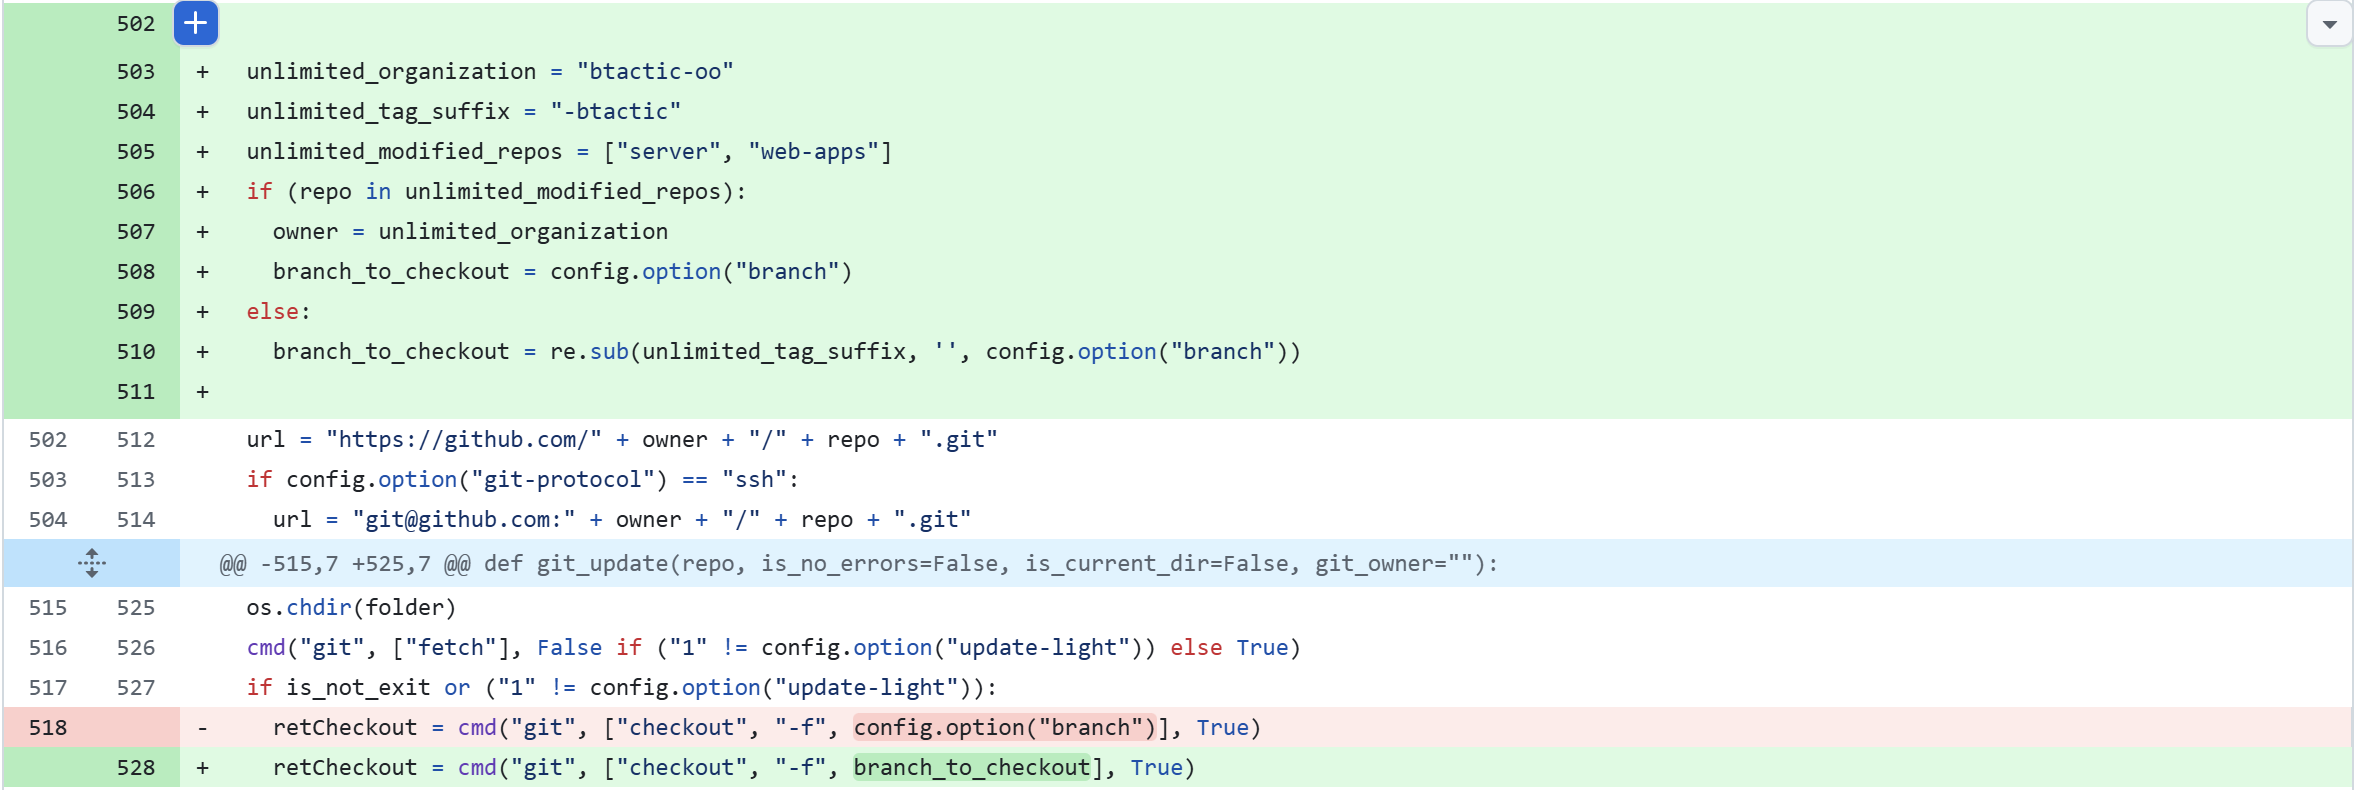 502 +
503 + unlimited_organization = "btactic-oo"
504 + unlimited_tag_suffix = "-btactic"
505 + unlimited_modified_repos = ["server", "web-apps"]
506 + if (repo in unlimited_modified_repos):
507 + owner = unlimited_organization
508 + branch_to_checkout = config.option("branch")
509 + else:
510 + branch_to_checkout = re.sub(unlimited_tag_suffix, '', config.option("branch"))
511 +
502 512 url = "https://github.com/" + owner + "/" + repo + ".git"
503 513 if config.option("git-protocol") == "ssh":
504 514 url = "git@github.com:" + owner + "/" + repo + ".git"
@@ -515,7 +525,7 @@ def git_update(repo, is_no_errors=False, is_current_dir=False, git_owner=""):
515 525 os.chdir(folder)
516 526 cmd("git", ["fetch"], False if ("1" != config.option("update-light")) else True)
517 527 if is_not_exit or ("1" != config.option("update-light")):
518 - retCheckout = cmd("git", ["checkout", "-f", config.option("branch")], True)
528 + retCheckout = cmd("git", ["checkout", "-f", branch_to_checkout], True)